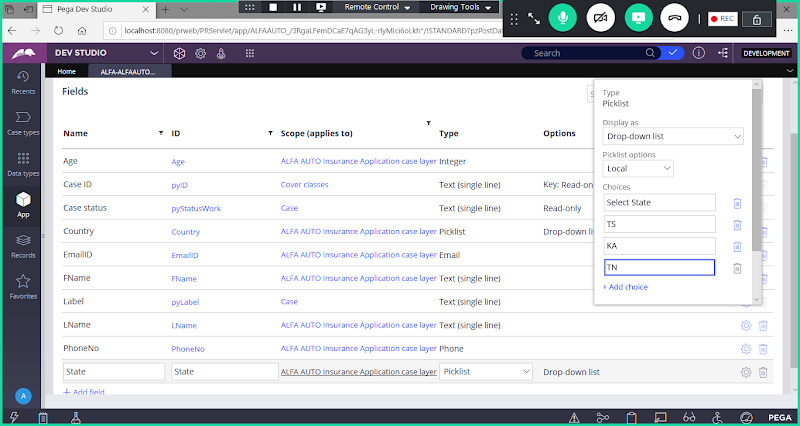 Pega Dev Studio
Remote Control
Drawing Tools
REC
localhost:8080/prweb/PRServlet/app/ALFAAUTO_/3RgaLFemDCaE7qAG3yL-rlyMIci6oLkh*/!STANDARD?pzPostData
DEV STUDIO
Search
DEVELOPMENT
Home
ALFA-ALFAAUTO...
Recents
Case types
Data types
App
Records
Favorites
A
Fields
Name ID Scope (applies to) Type Options
Age Age ALFA AUTO Insurance Application case layer Integer
Case ID pyID Cover classes Text (single line) Key; Read-only
Case status pyStatusWork Case Text (single line) Read-only
Country Country ALFA AUTO Insurance Application case layer Picklist Drop-down list
EmailID EmailID ALFA AUTO Insurance Application case layer Email
FName FName ALFA AUTO Insurance Application case layer Text (single line)
Label pyLabel Case Text (single line)
LName LName ALFA AUTO Insurance Application case layer Text (single line)
PhoneNo PhoneNo ALFA AUTO Insurance Application case layer Phone
State State ALFA AUTO Insurance Application case layer Picklist Drop-down list
+ Add field
Type
Picklist
Display as
Drop-down list
Picklist options
Local
Choices
Select State
TS
KA
TN
+ Add choice
PEGA